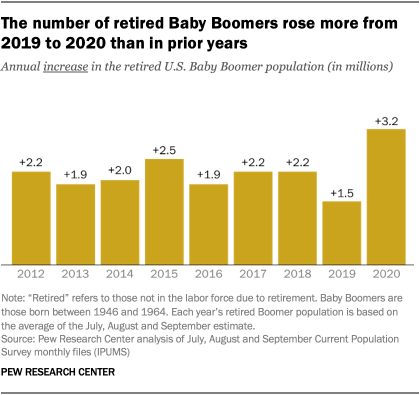 The number of retired Baby Boomers rose more from
2019 to 2020 than in prior years
Annual increase in the retired U.S. Baby Boomer population (in millions)
+2.2
+1.9
+2.0
+2.5
+1.9
+2.2
+2.2
+1.5
+3.2
2012 2013 2014 2015 2016 2017 2018 2019 2020
Note: “Retired” refers to those not in the labor force due to retirement. Baby Boomers are
those born between 1946 and 1964. Each year’s retired Boomer population is based on
the average of the July, August and September estimate.
Source: Pew Research Center analysis of July, August and September Current Population
Survey monthly files (IPUMS)
PEW RESEARCH CENTER